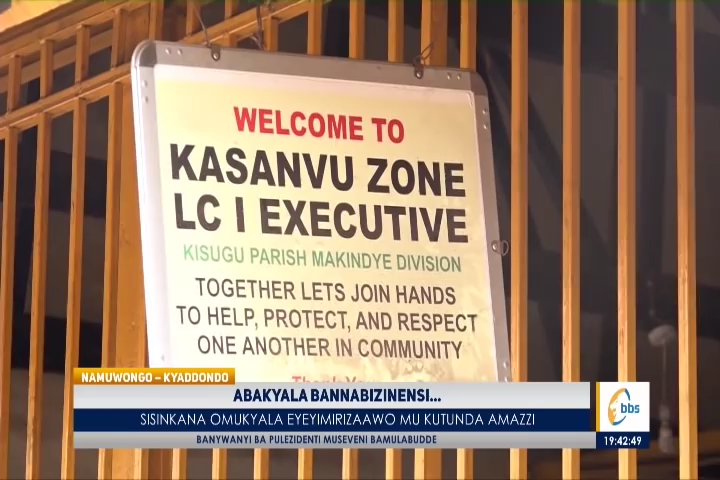 WELCOME TO
KASANVU ZONE
LC I EXECUTIVE
KISUGU PARISH MAKINDYE DIVISION
TOGETHER LETS JOIN HANDS
TO HELP, PROTECT, AND RESPECT
ONE ANOTHER IN COMMUNITY
NAMUWONGO – KYADDONDO
ABAKYALA BANNABIZINENSI...
SISINKANA OMUKYALA EYEYIMIRIZAAWO MU KUTUNDA AMAZZI
BANYWANYI BA PULEZIDENTI MUSEVENI BAMULABUDDE
bbs
19:42:49